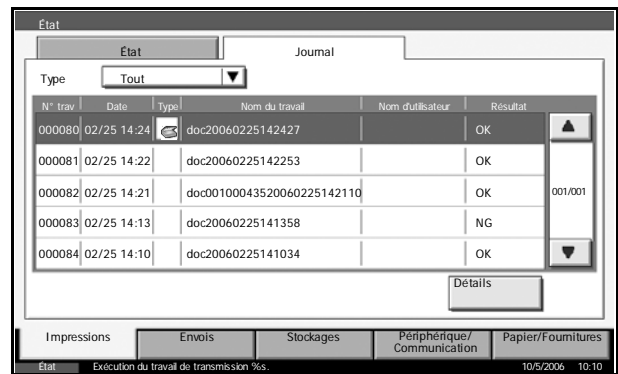 État
État Journal
Type Tout
N° trav Date Type Nom du travail Nom d'utilisateur Résultat
000080 02/25 14:24 doc20060225142427 OK
000081 02/25 14:22 doc20060225142253 OK
000082 02/25 14:21 doc00100043520060225142110 OK
001/001
000083 02/25 14:13 doc20060225141358 NG
000084 02/25 14:10 doc20060225141034 OK
Détails
Impressions Envois Stockages Périphérique/ Papier/Fournitures
Communication
État Exécution du travail de transmission %s. 10/5/2006 10:10